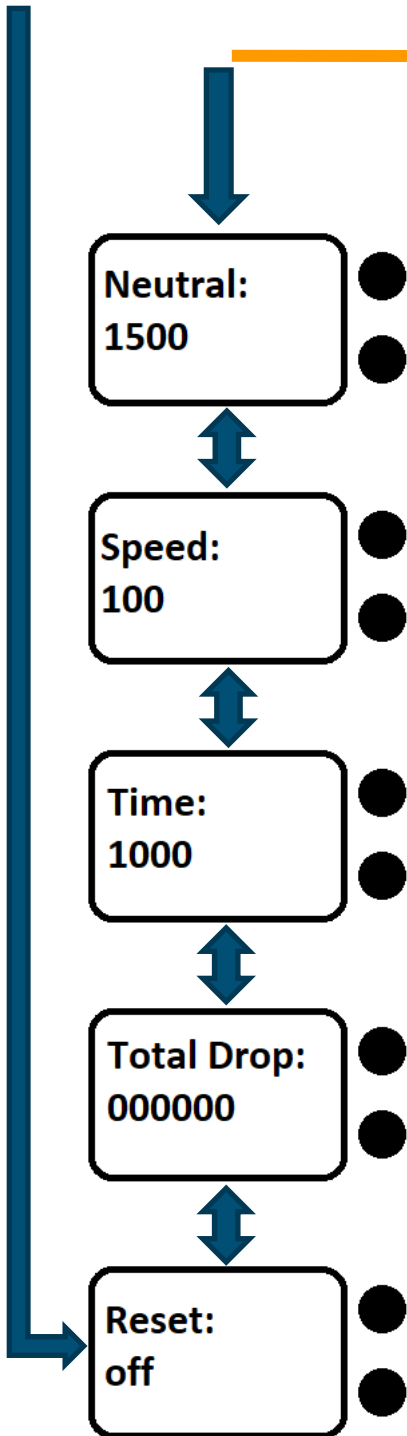 Neutral:
1500
Speed:
100
Time:
1000
Total Drop:
000000
Reset:
off